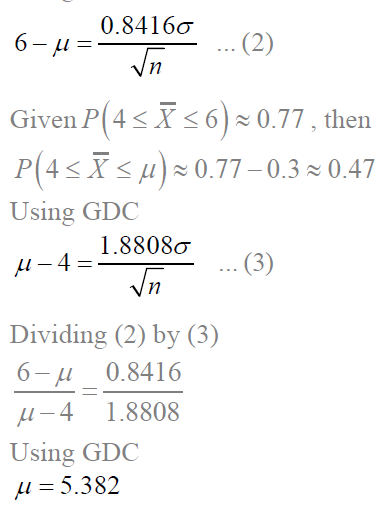 6 − μ = 0.8416σ/√n ... (2)
Given P(4 ≤ X̄ ≤ 6) ≈ 0.77 , then
P(4 ≤ X̄ ≤ μ) ≈ 0.77 − 0.3 ≈ 0.47
Using GDC
μ − 4 = 1.8808σ/√n ... (3)
Dividing (2) by (3)
(6 − μ)/(μ − 4) = 0.8416/1.8808
Using GDC
μ = 5.382